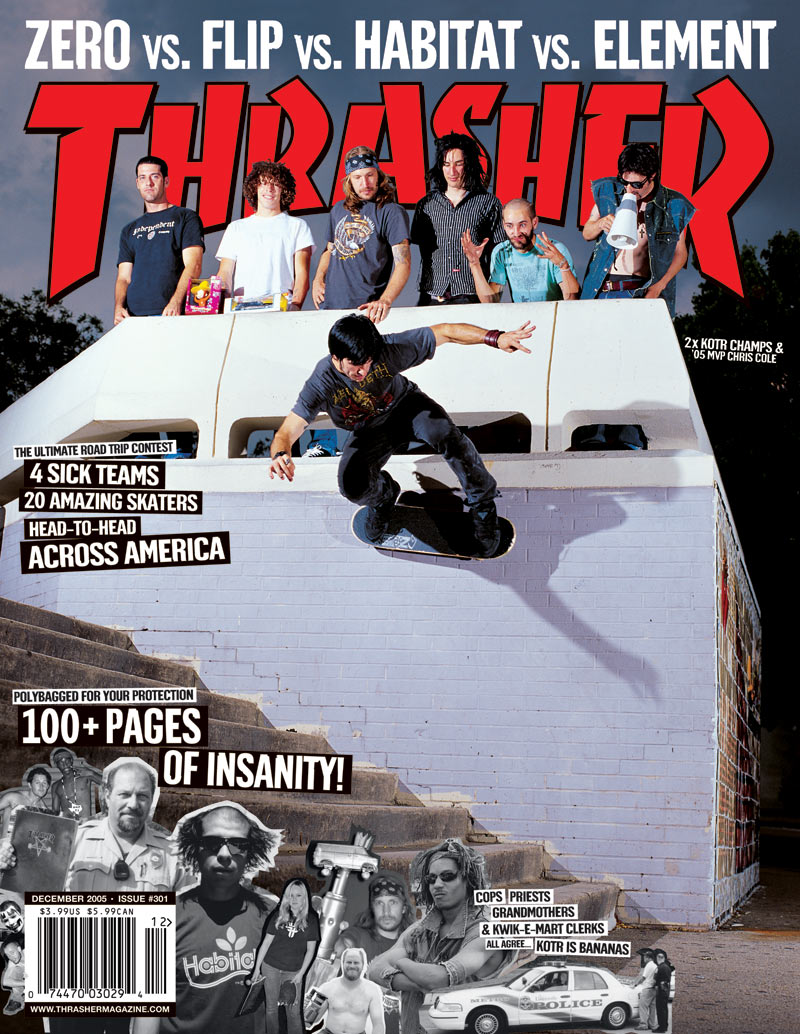 ZERO vs. FLIP vs. HABITAT vs. ELEMENT
THRASHER
Independent
2x KOTR CHAMPS &
'05 MVP CHRIS COLE
THE ULTIMATE ROAD TRIP CONTEST
4 SICK TEAMS
20 AMAZING SKATERS
HEAD-TO-HEAD
ACROSS AMERICA
POLYBAGGED FOR YOUR PROTECTION
100+ PAGES
OF INSANITY!
THRASHER
Habitat
DECEMBER 2005 · ISSUE #301
$3.99US $5.99CAN
12>
0 74470 03029 4
WWW.THRASHERMAGAZINE.COM
COPS PRIESTS
GRANDMOTHERS
& KWIK-E-MART CLERKS
ALL AGREE... KOTR IS BANANAS
POLICE